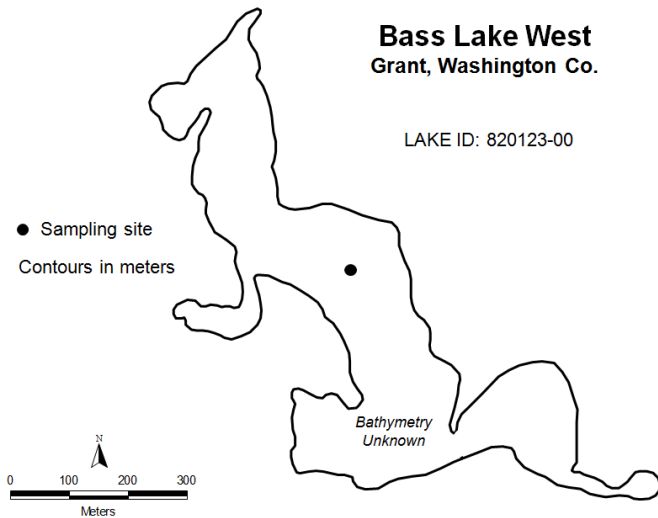 Bass Lake West
Grant, Washington Co.
LAKE ID: 820123-00
Sampling site
Contours in meters
Bathymetry
Unknown
N
0 100 200 300
Meters